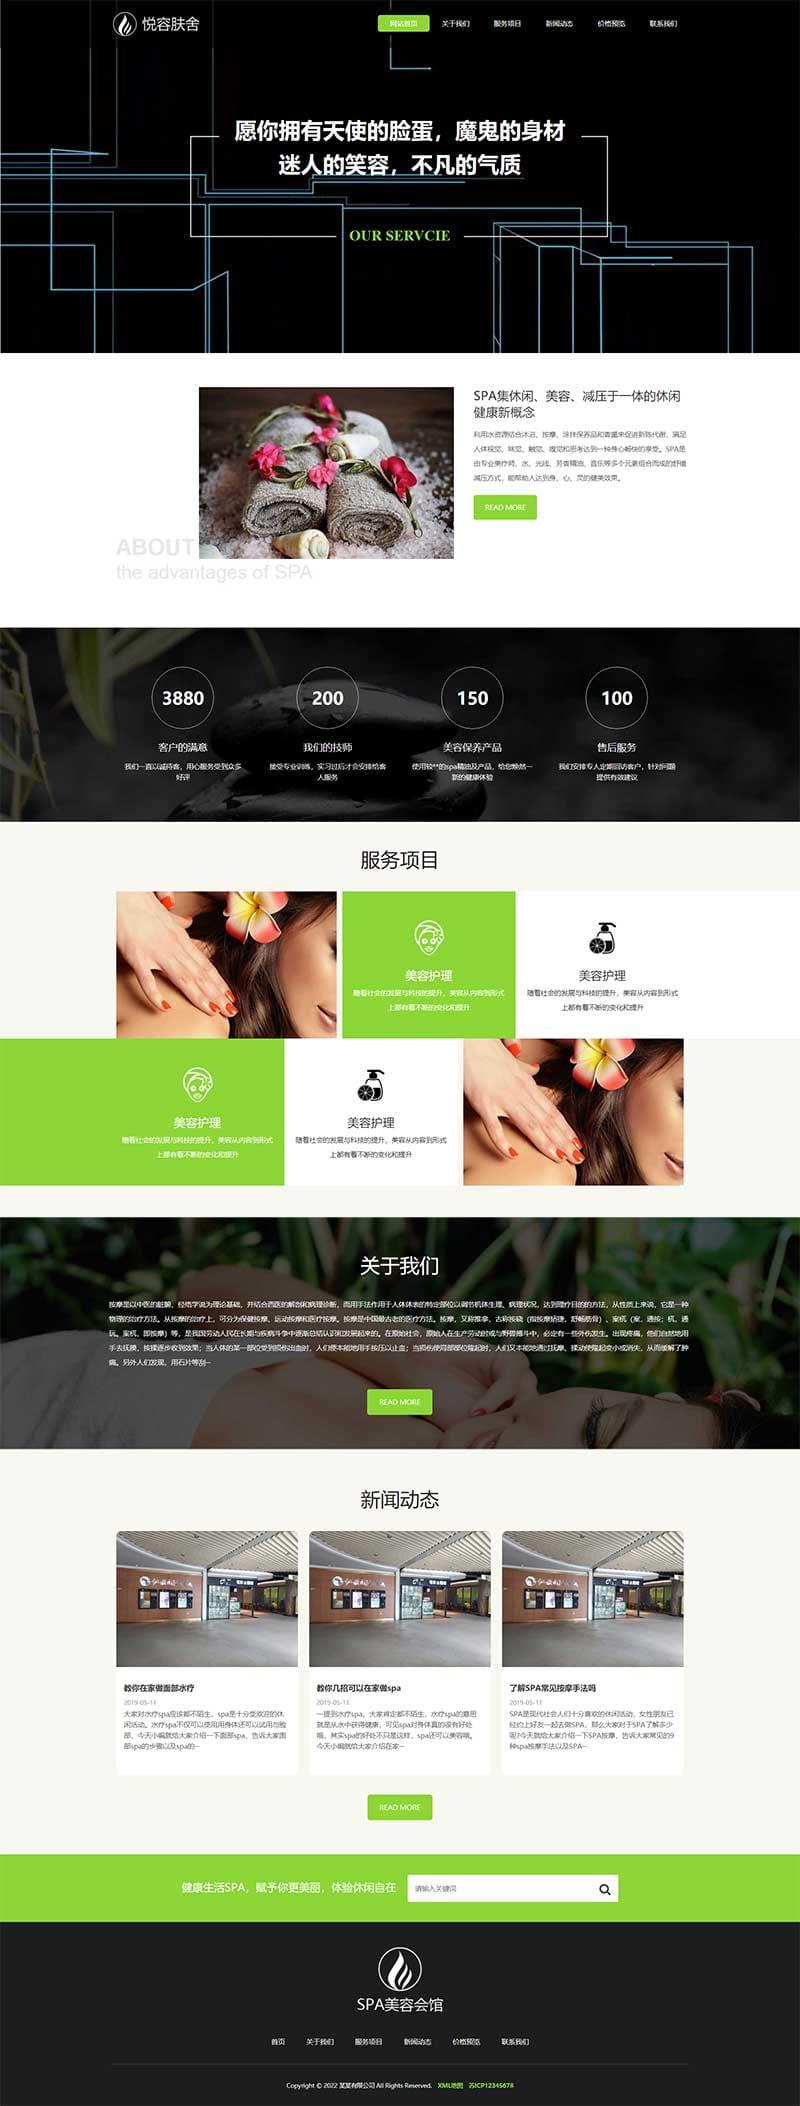 悦容肤舍
网站首页 关于我们 服务项目 新闻动态 价格预览 联系我们
愿你拥有天使的脸蛋，魔鬼的身材
迷人的笑容，不凡的气质
OUR SERVCIE
SPA集休闲、美容、减压于一体的休闲
健康新概念
利用水资源结合沐浴、按摩、涂抹保养品和香薰来促进新陈代谢，满足
人体视觉、味觉、触觉、嗅觉和思考达到一种身心畅快的享受。SPA是
由专业美疗师、水、光线、芳香精油、音乐等多个元素组合而成的舒缓
减压方式，能帮助人达到身、心、灵的健美效果。
READ MORE
ABOUT
the advantages of SPA
3880
200
150
100
客户的满意
我们的技师
美容保养产品
售后服务
我们一直以诚待客，用心服务受到众多
好评
接受专业训练，实习过后才会安排给客
人服务
使用较**的spa精油及产品，给您焕然一
新的健康体验
我们安排专人定期回访客户，针对问题
提供有效建议
服务项目
美容护理
随着社会的发展与科技的提升，美容从内容到形式
上都有着不断的变化和提升
美容护理
随着社会的发展与科技的提升，美容从内容到形式
上都有着不断的变化和提升
美容护理
随着社会的发展与科技的提升，美容从内容到形式
上都有着不断的变化和提升
美容护理
随着社会的发展与科技的提升，美容从内容到形式
上都有着不断的变化和提升
关于我们
按摩是以中医的脏腑、经络学说为理论基础，并结合西医的解剖和病理诊断，而用手法作用于人体体表的特定部位以调节机体生理、病理状况，达到理疗目的的方法，从性质上来说，它是一种
物理的治疗方法。从按摩的治疗上，可分为保健按摩、运动按摩和医疗按摩。按摩是中国最古老的医疗方法。按摩，又称推拿，古称按硗（指按摩矫捷，舒畅筋骨）、案杌（案，通按；杌，通
玩。案杌，即按摩）等，是我国劳动人民在长期与疾病斗争中逐渐总结认识和发展起来的。在原始社会，原始人在生产劳动时或与野兽搏斗中，必定有一些外伤发生。出现疼痛，他们自然地用
手去抚摸，按揉逐步收到效果；当人体的某一部位受到损伤出血时，人们便本能地用手按压以止血；当损伤使局部部位隆起时，人们又本能地通过抚摩、揉动使隆起变小或消失，从而缓解了肿
痛。另外人们发现，用石片等刮···
READ MORE
新闻动态
教你在家做面部水疗
2019-05-11
大家对水疗spa应该都不陌生，spa是十分受欢迎的休
闲活动。水疗spa不仅可以使用用身体还可以试用与脸
部，今天小编就给大家介绍一下面部spa，告诉大家面
部spa的步骤以及spa的···
教你几招可以在家做spa
2019-05-11
一提到水疗spa，大家肯定都不陌生，水疗spa的意思
就是从水中获得健康，可见spa对身体真的很有好处
哦，其实spa的好处不只是这样，spa还可以美容哦。
今天小编就给大家介绍在家···
了解SPA常见按摩手法吗
2019-05-11
SPA是现代社会人们十分喜欢的休闲活动，女性朋友已
经约上好友一起去做SPA，那么大家对于SPA了解多少
呢?今天就给大家介绍一下SPA按摩，告诉大家常见的9
种spa按摩手法以及SPA···
READ MORE
健康生活SPA，赋予你更美丽，体验休闲自在
请输入关键词
SPA美容会馆
首页 关于我们 服务项目 新闻动态 价格预览 联系我们
Copyright © 2022 某某有限公司 All Rights Reserved. XML地图 苏ICP12345678